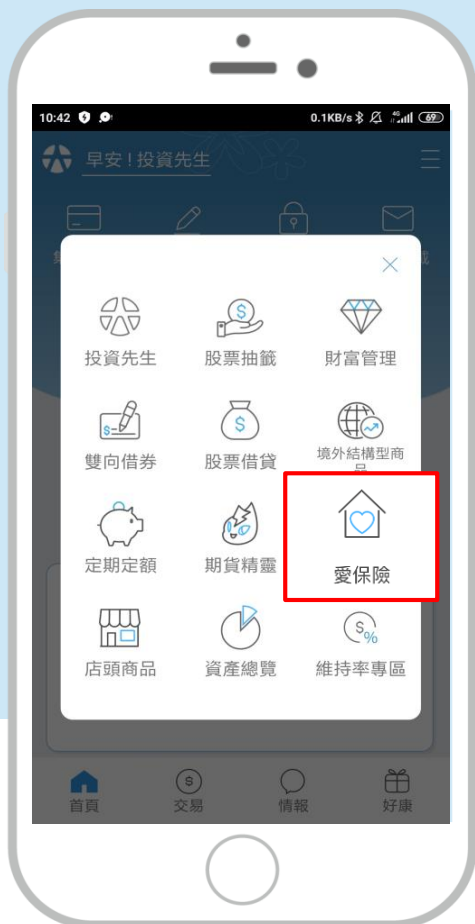 10:42
0.1KB/s 4G 69
早安!投資先生
投資先生
股票抽籤
財富管理
雙向借券
股票借貸
境外結構型商
品
定期定額
期貨精靈
愛保險
店頭商品
資產總覽
維持率專區
首頁
交易
情報
好康